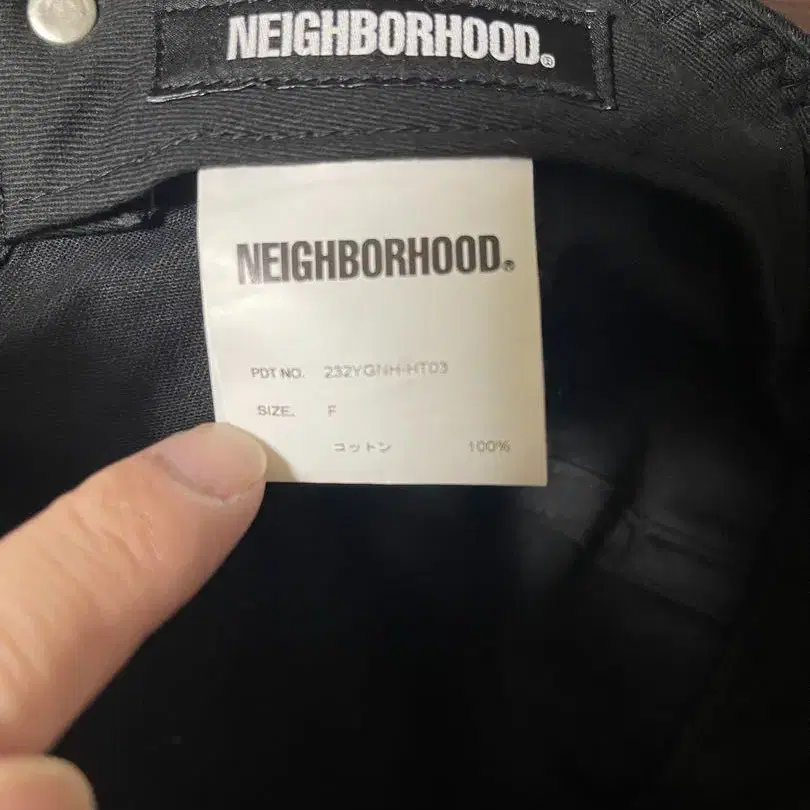 NEIGHBORHOOD®
NEIGHBORHOOD®
PDT NO. 232YGNH-HT03
SIZE. F
コットン 100%